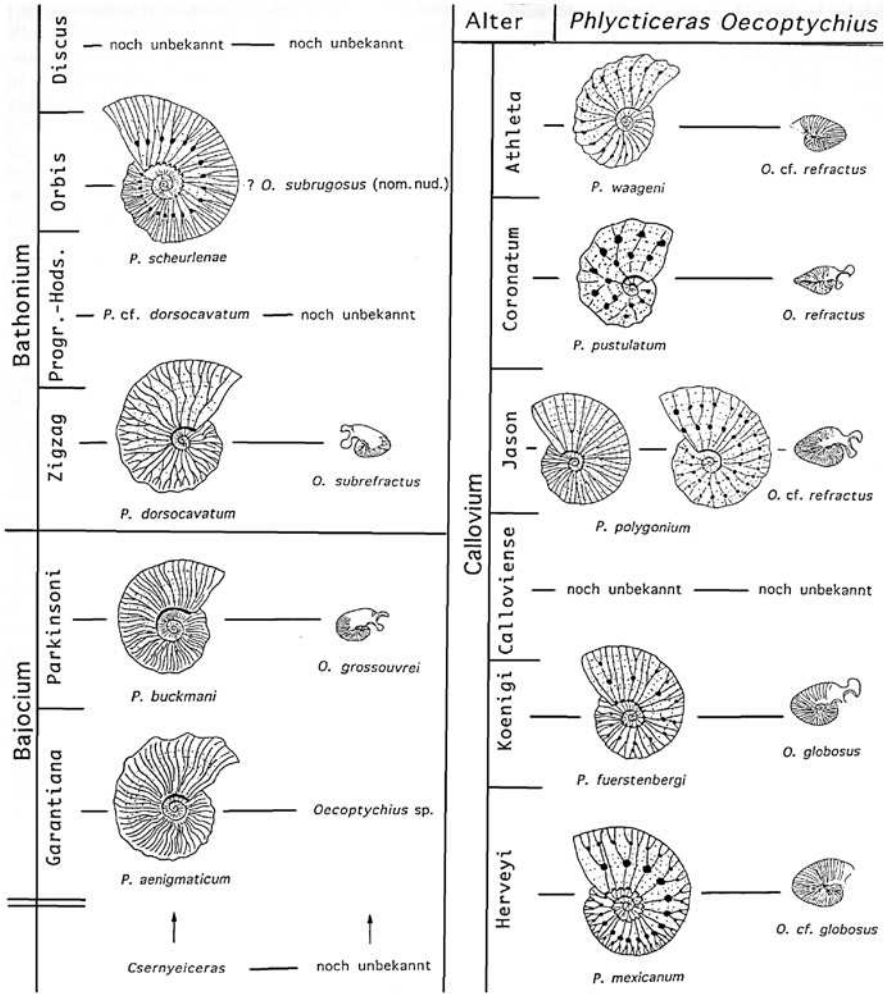 Discus
noch unbekannt — noch unbekannt
Bathonium
Orbis
? O. subrugosus (nom. nud.)
P. scheurlenae
Progr.-Hods.
P. cf. dorsocavatum — noch unbekannt
Zigzag
O. subrefractus
P. dorsocavatum
Bajocium
Parkinsoni
O. grossouvrei
P. buckmani
Garantiana
Oecoptychius sp.
P. aenigmaticum
Csernyeiceras — noch unbekannt
Alter Phlycticeras Oecoptychius
Callovium
Athleta
O. cf. refractus
P. waageni
Coronatum
O. refractus
P. pustulatum
Jason
O. cf. refractus
P. polygonium
Calloviense
noch unbekannt — noch unbekannt
Koenigi
O. globosus
P. fuerstenbergi
Herveyi
O. cf. globosus
P. mexicanum